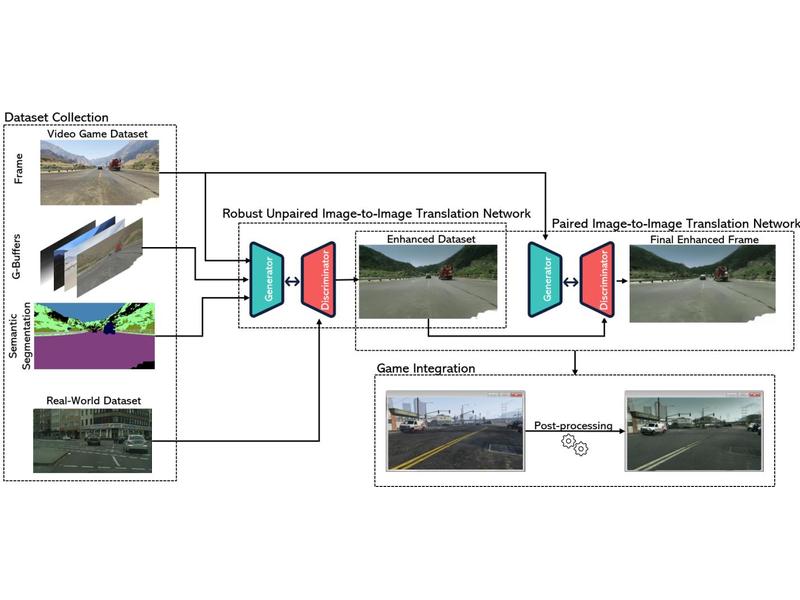 Dataset Collection
Video Game Dataset
Frame
G-Buffers
Semantic
Segmentation
Real-World Dataset
Robust Unpaired Image-to-Image Translation Network
Generator
Discriminator
Enhanced Dataset
Paired Image-to-Image Translation Network
Generator
Discriminator
Final Enhanced Frame
Game Integration
Post-processing